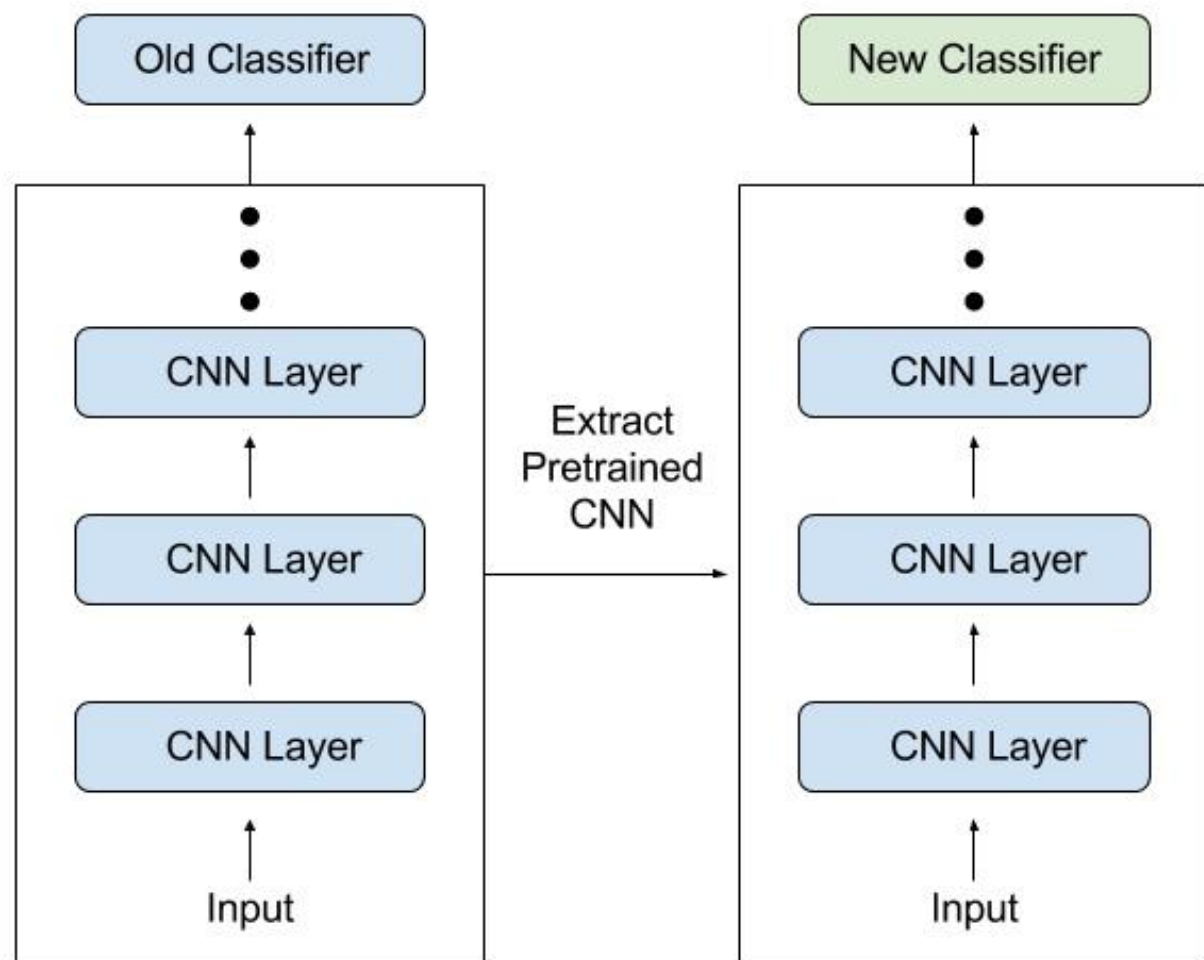 Old Classifier
CNN Layer
CNN Layer
CNN Layer
Input
Extract
Pretrained
CNN
New Classifier
CNN Layer
CNN Layer
CNN Layer
Input